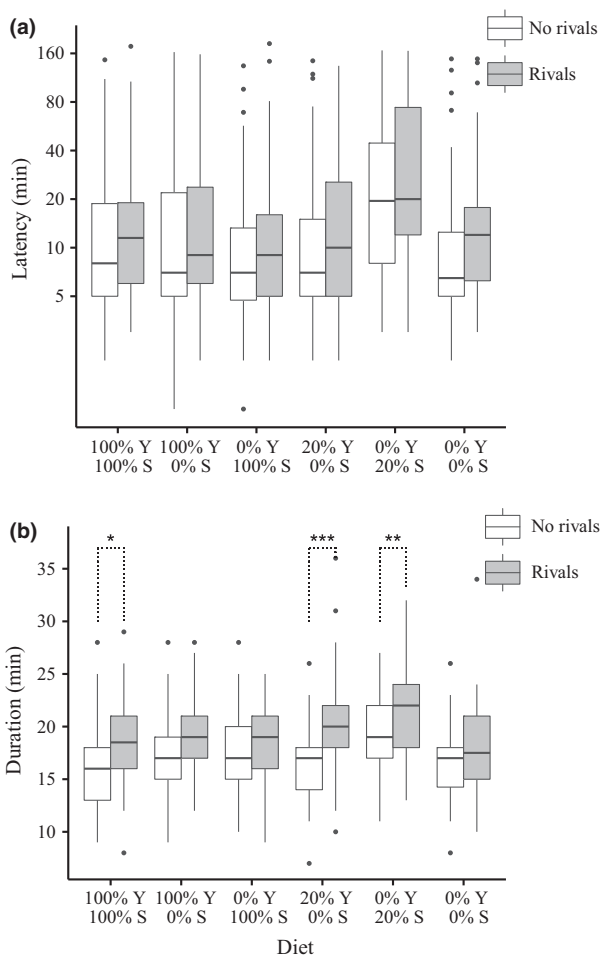 (a)
No rivals
Rivals
Latency (min)
160
80
40
20
10
5
100% Y 100% Y 0% Y 20% Y 0% Y 0% Y
100% S 0% S 100% S 0% S 20% S 0% S
(b)
No rivals
Rivals
* *** **
Duration (min)
35
30
25
20
15
10
100% Y 100% Y 0% Y 20% Y 0% Y 0% Y
100% S 0% S 100% S 0% S 20% S 0% S
Diet